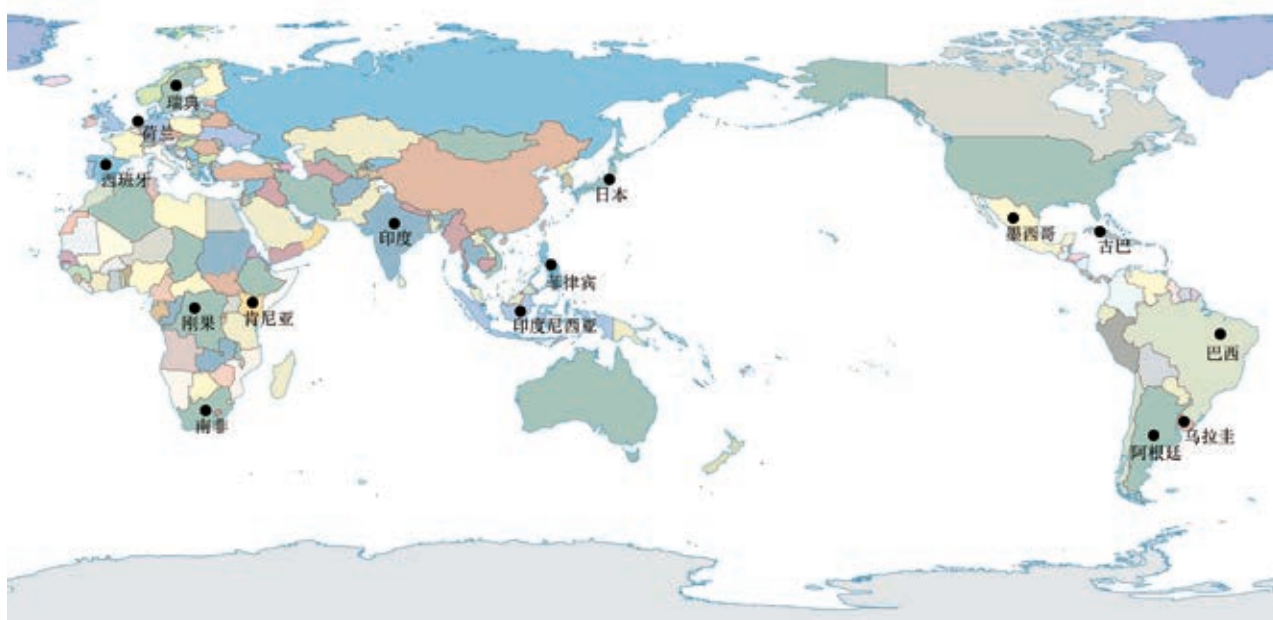 瑞典
荷兰
西班牙
日本
墨西哥
印度
古巴
菲律宾
刚果
肯尼亚
印度尼西亚
巴西
南非
乌拉圭
阿根廷